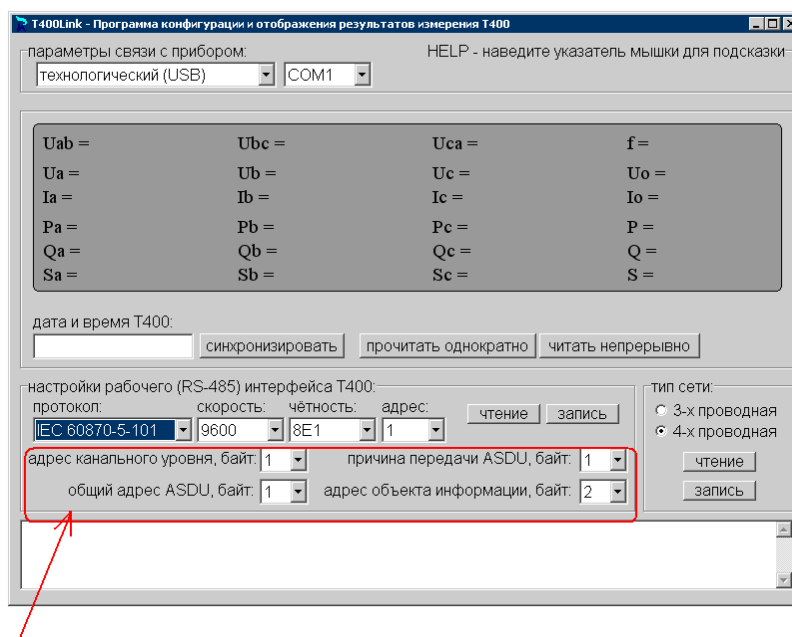 T400Link - Программа конфигурации и отображения результатов измерения T400
параметры связи с прибором: HELP - наведите указатель мышки для подсказки
технологический (USB) COM1
Uab = Ubc = Uca = f =
Ua = Ub = Uc = Uo =
Ia = Ib = Ic = Io =
Pa = Pb = Pc = P =
Qa = Qb = Qc = Q =
Sa = Sb = Sc = S =
дата и время T400:
синхронизировать прочитать однократно читать непрерывно
настройки рабочего (RS-485) интерфейса T400: тип сети:
протокол: скорость: чётность: адрес: чтение запись 3-х проводная
IEC 60870-5-101 9600 8E1 1 4-х проводная
адрес канального уровня, байт: 1 причина передачи ASDU, байт: 1 чтение
общий адрес ASDU, байт: 1 адрес объекта информации, байт: 2 запись